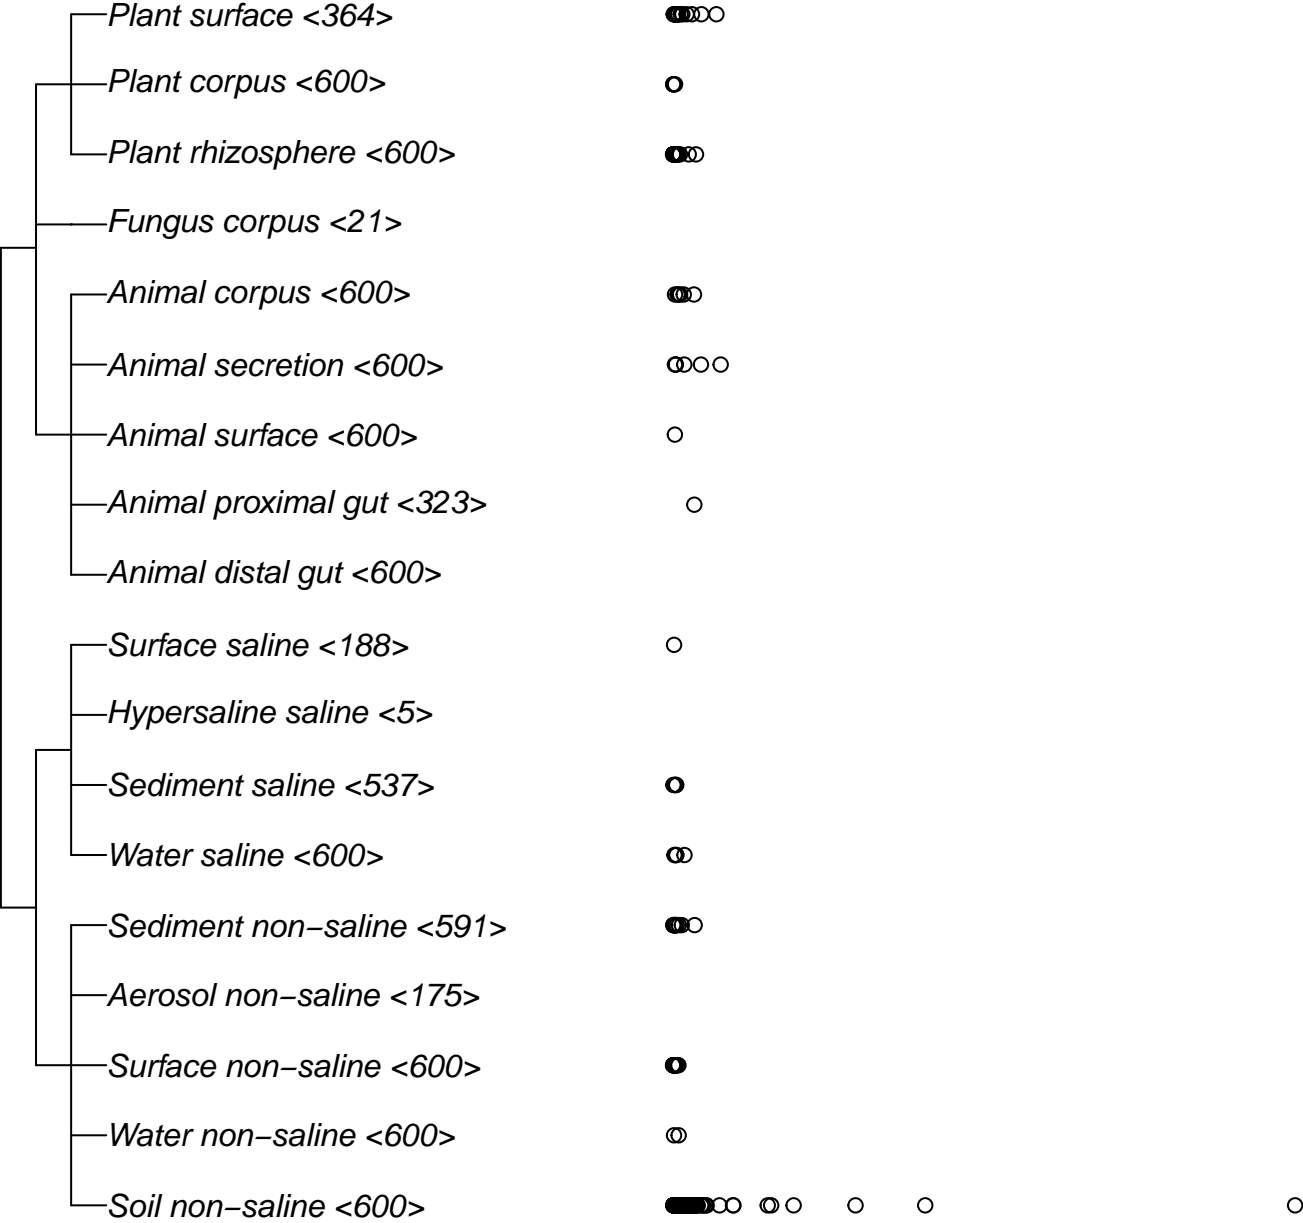 Plant surface <364>
Plant corpus <600>
Plant rhizosphere <600>
Fungus corpus <21>
Animal corpus <600>
Animal secretion <600>
Animal surface <600>
Animal proximal gut <323>
Animal distal gut <600>
Surface saline <188>
Hypersaline saline <5>
Sediment saline <537>
Water saline <600>
Sediment non−saline <591>
Aerosol non−saline <175>
Surface non−saline <600>
Water non−saline <600>
Soil non−saline <600>